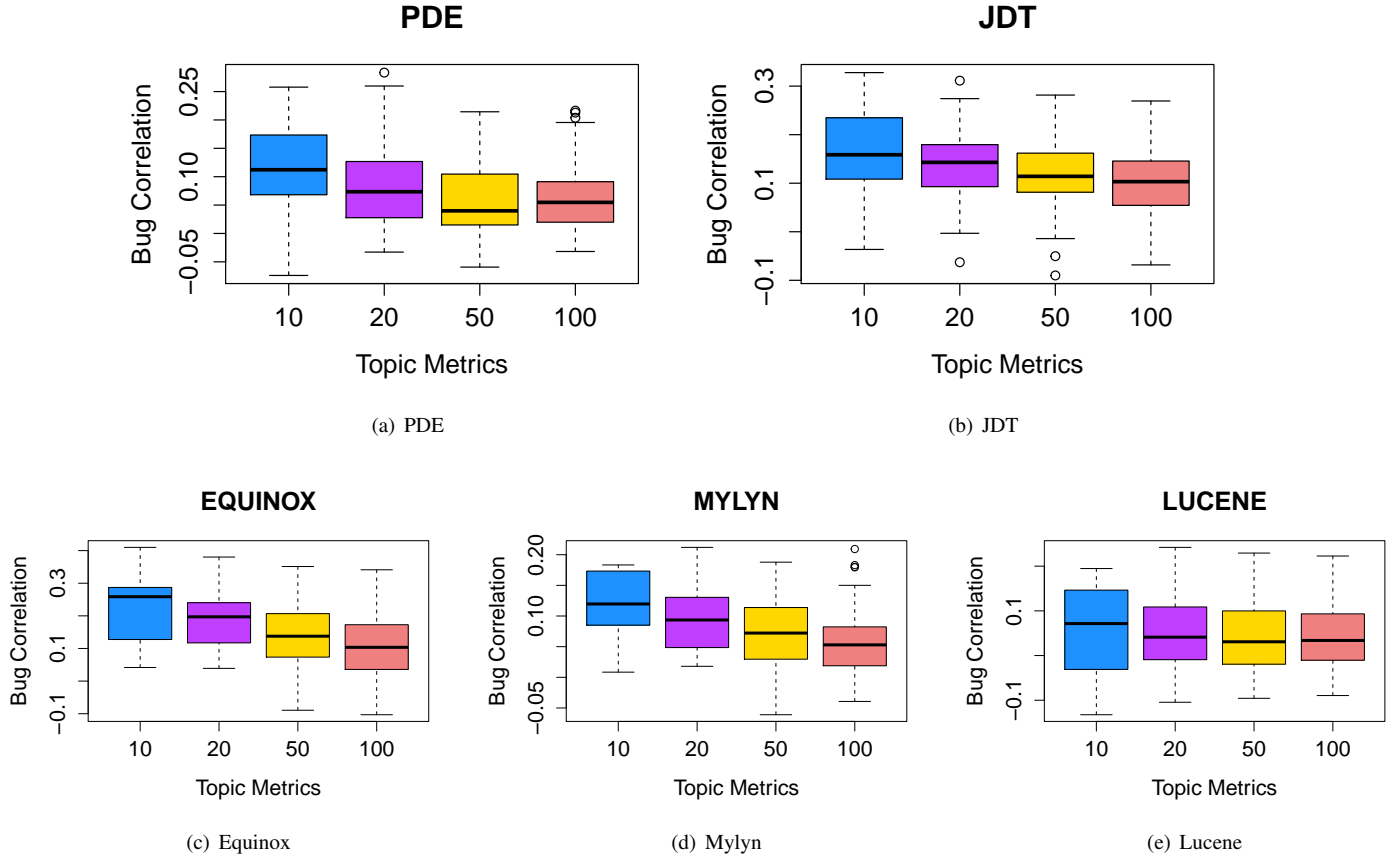 PDE
Bug Correlation
0.25
0.10
−0.05
10 20 50 100
Topic Metrics
(a) PDE
JDT
Bug Correlation
0.3
0.1
−0.1
10 20 50 100
Topic Metrics
(b) JDT
EQUINOX
Bug Correlation
0.3
0.1
−0.1
10 20 50 100
Topic Metrics
(c) Equinox
MYLYN
Bug Correlation
0.20
0.10
−0.05
10 20 50 100
Topic Metrics
(d) Mylyn
LUCENE
Bug Correlation
0.1
−0.1
10 20 50 100
Topic Metrics
(e) Lucene